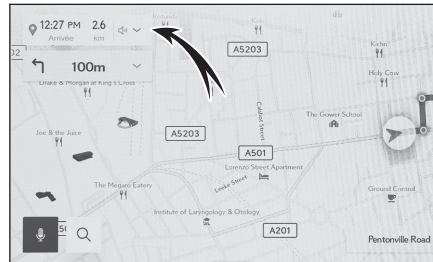 12:27 PM
2.6
Arrivée
km
100m
A5203
Kichn
Holy Cow
Drake & Morgan at King's Cross
The Gower School
Calshot Street
Joe & the Juice
A5203
A501
Lorenzo Street Apartment
Leeke Street
The Megaro Eatery
Ground Control
Institute of Laryngology & Otology
A201
Pentonville Road